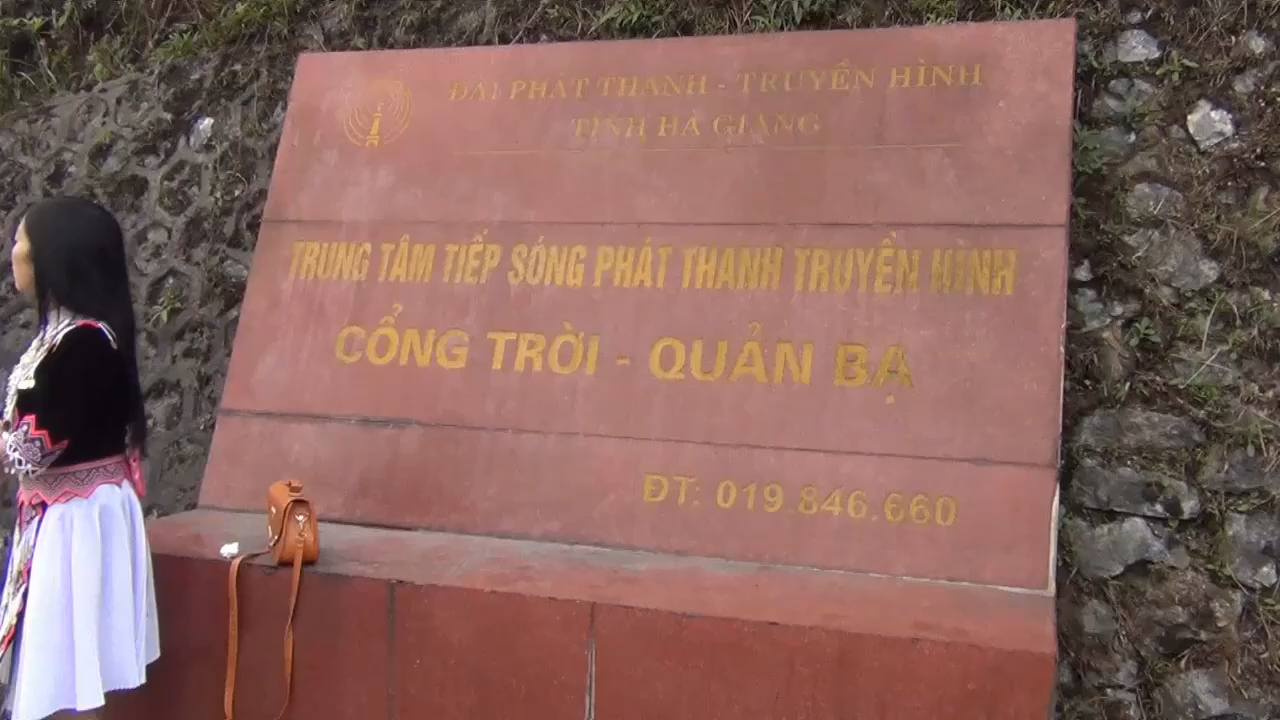 ĐÀI PHÁT THANH - TRUYỀN HÌNH
TỈNH HÀ GIANG
TRUNG TÂM TIẾP SÓNG PHÁT THANH TRUYỀN HÌNH
CỔNG TRỜI - QUẢN BẠ
ĐT: 019.846.660